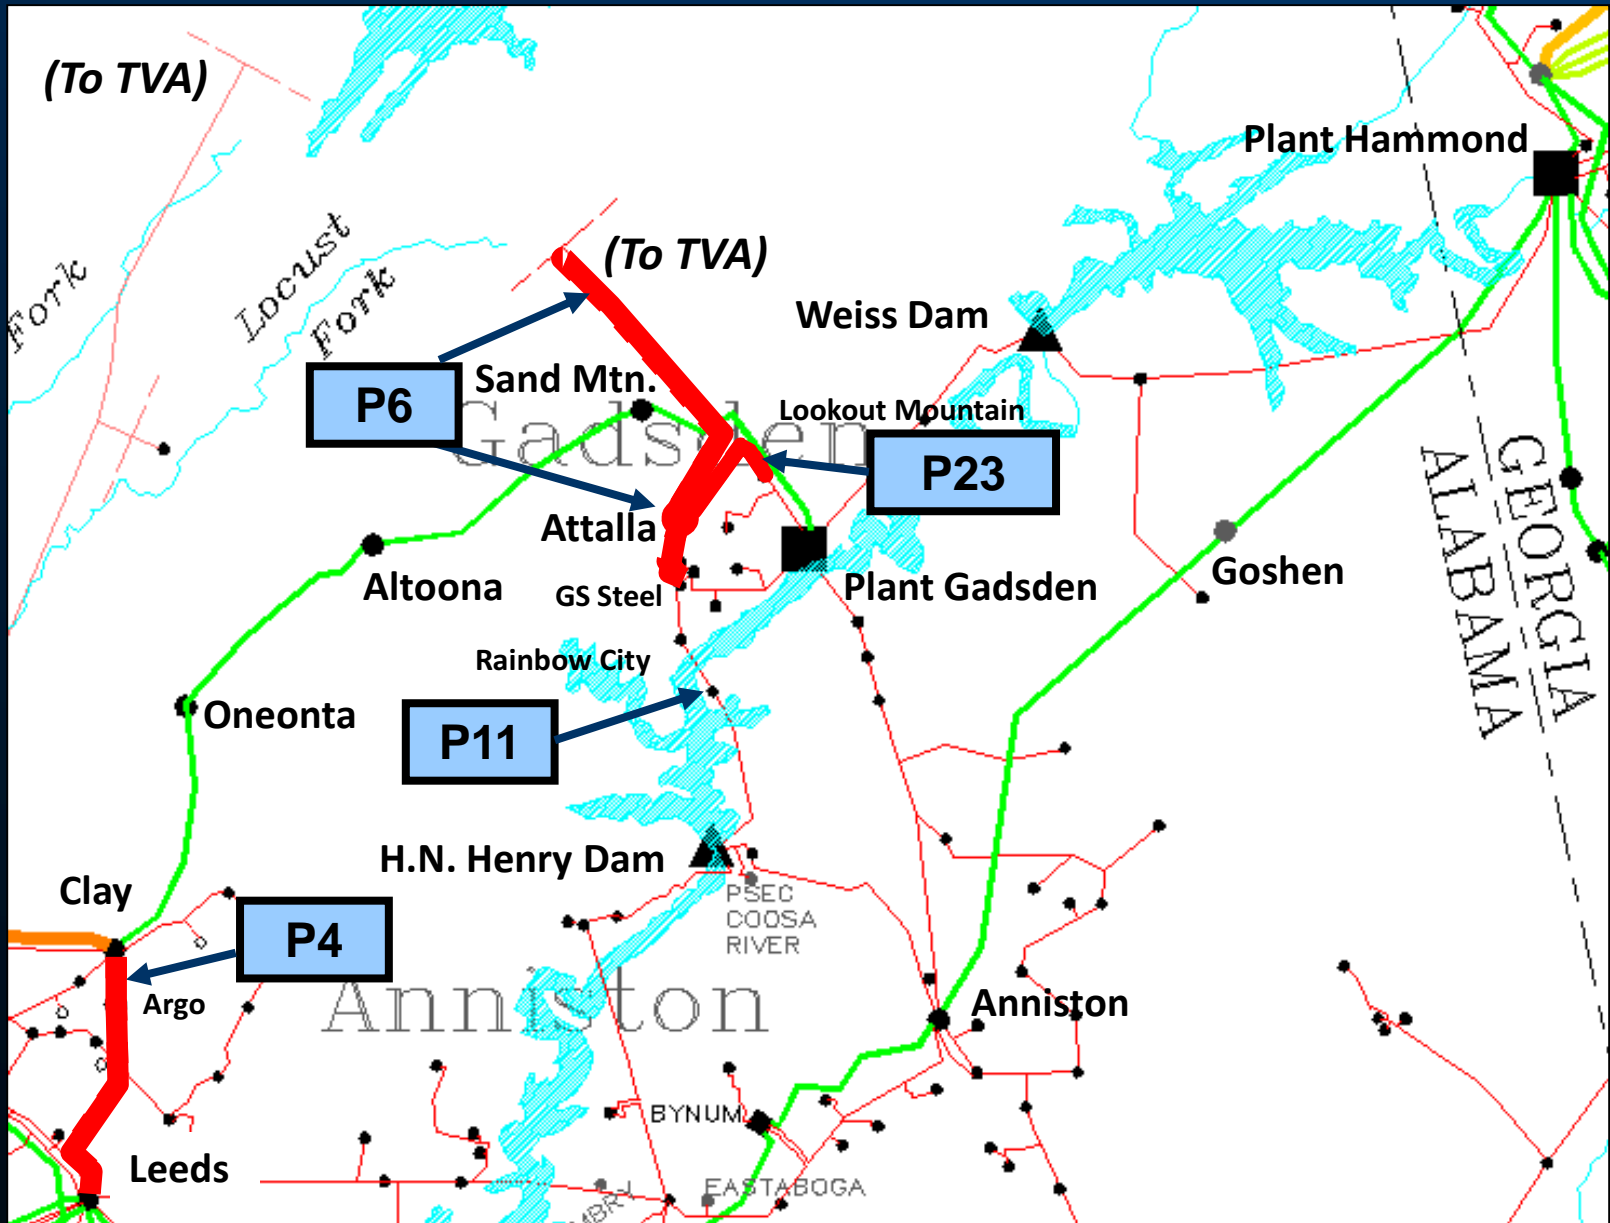 (To TVA)
Plant Hammond
Locust
Fork
Fork
(To TVA)
Weiss Dam
P6
Sand Mtn.
Gadsden
Lookout Mountain
P23
GEORGIA
ALABAMA
Attalla
Altoona
GS Steel
Plant Gadsden
Goshen
Rainbow City
Oneonta
P11
H.N. Henry Dam
Clay
PSEC
COOSA
RIVER
P4
Argo
Anniston
Anniston
BYNUM
Leeds
EASTABOGA